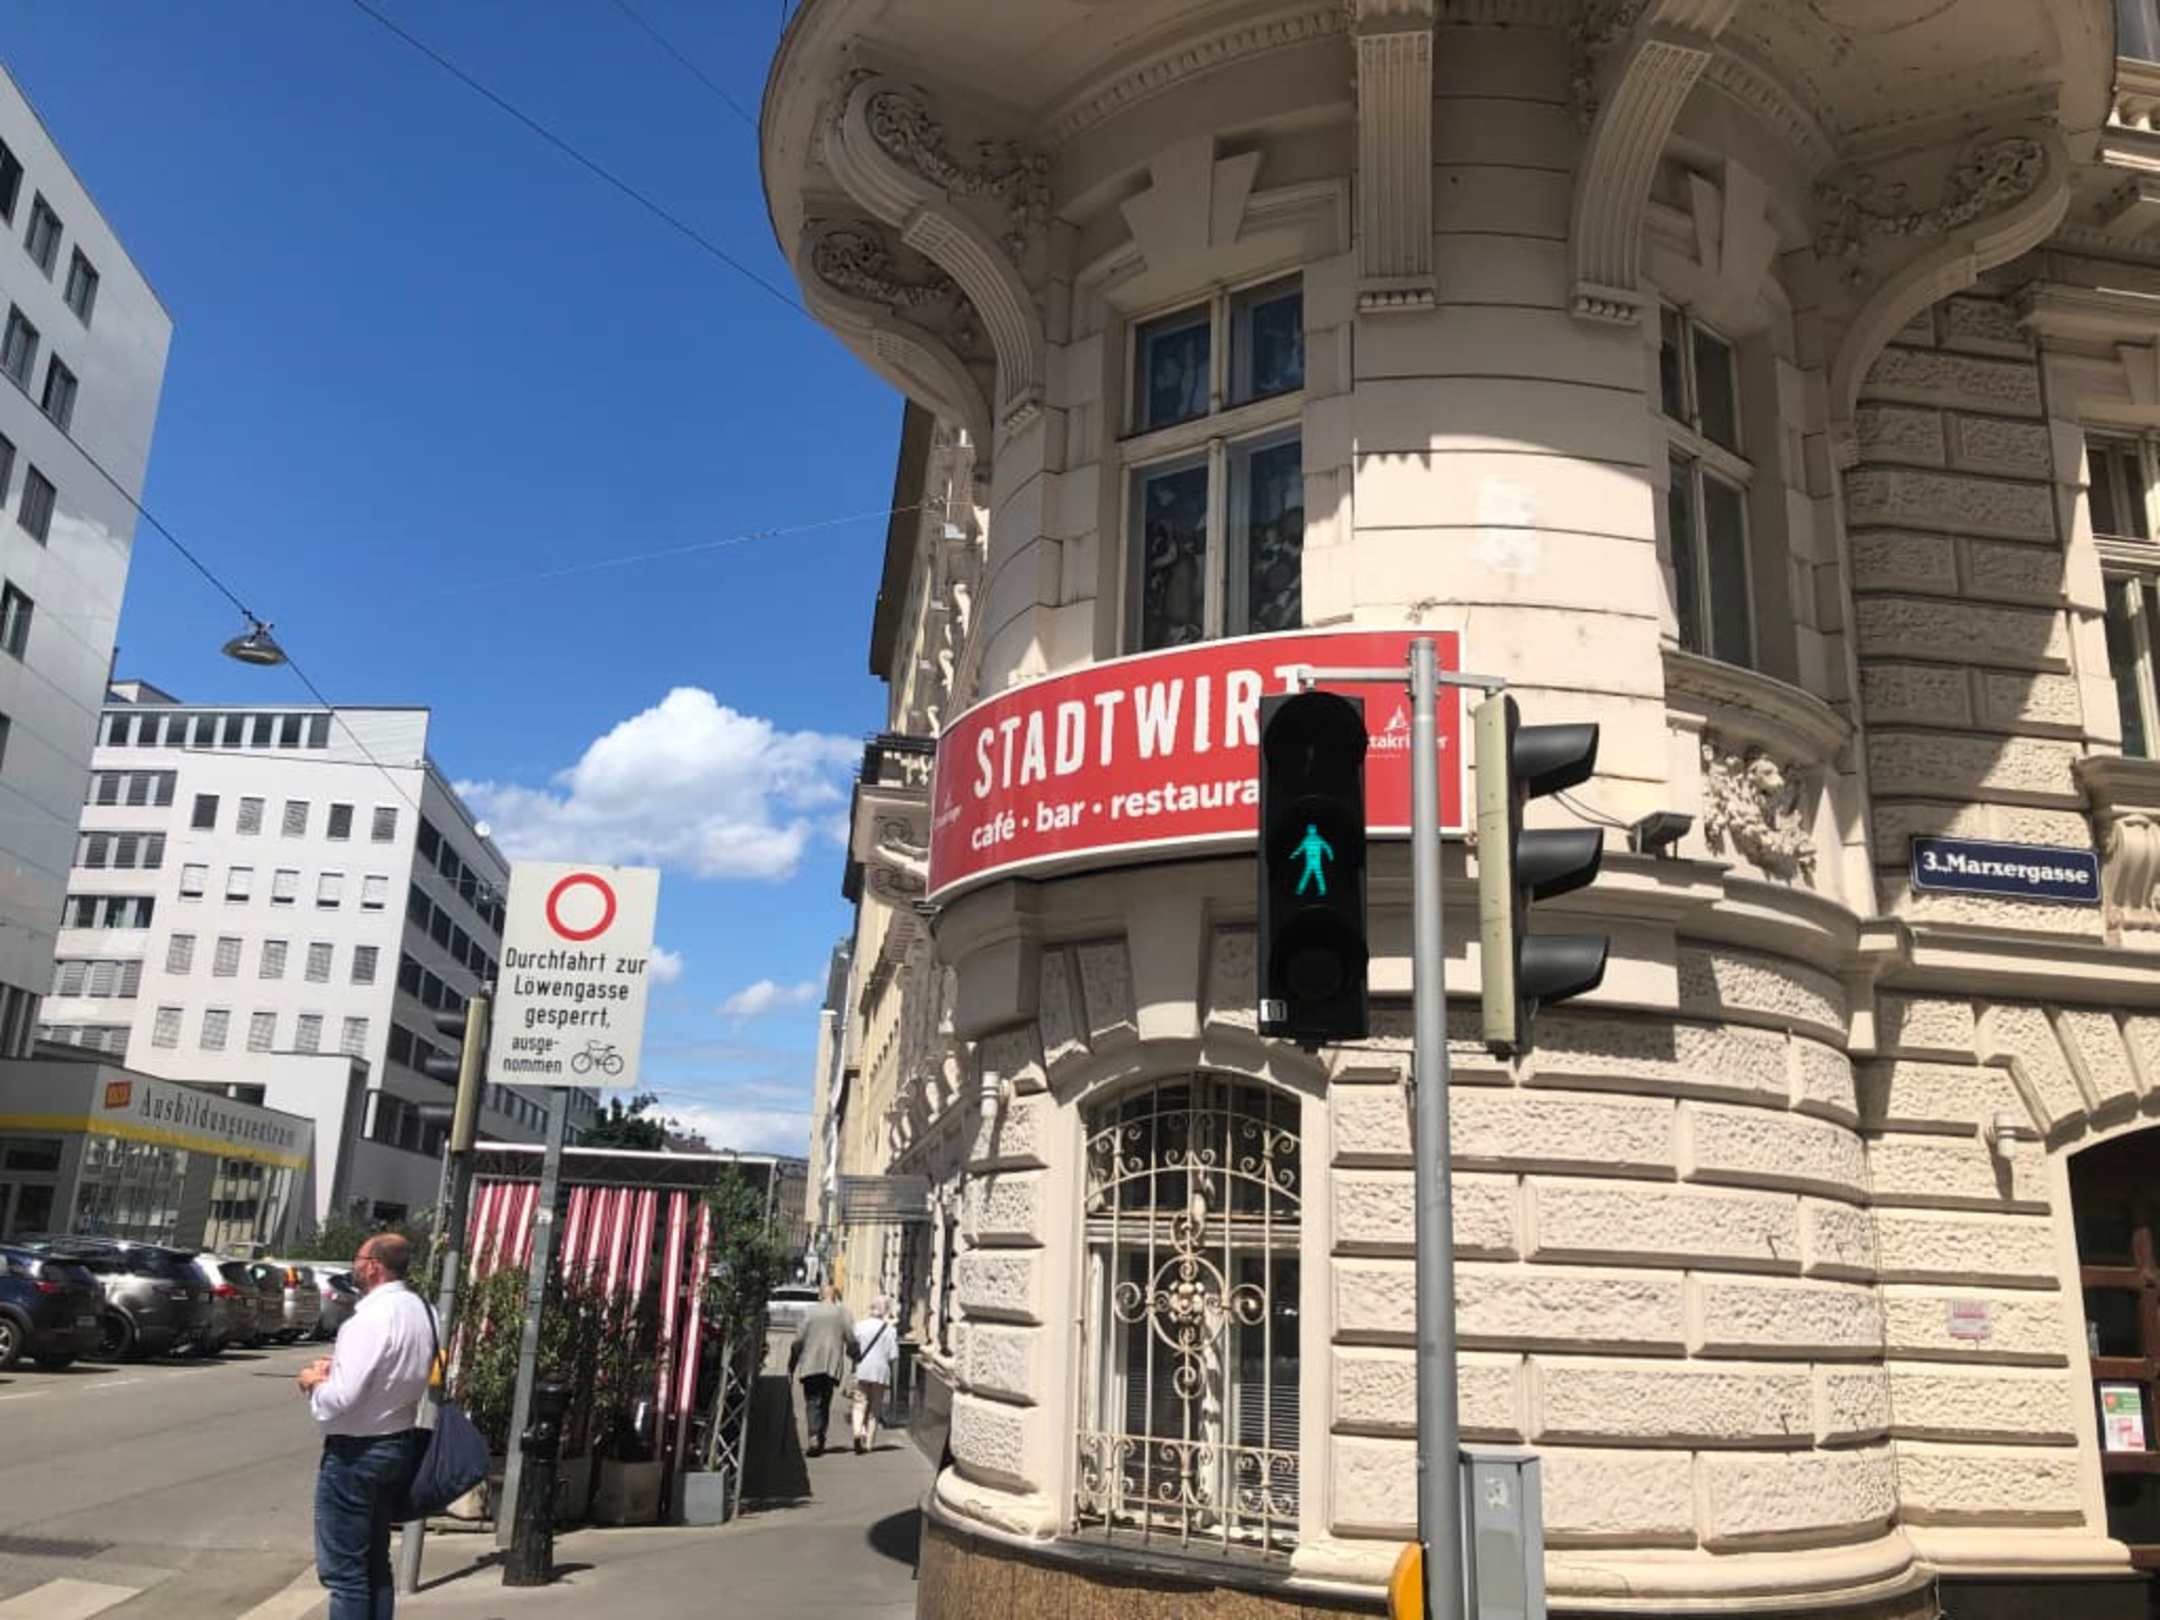 STADTWIRT
café · bar · restaura
3., Marxergasse
Durchfahrt zur
Löwengasse
gesperrt,
ausge-
nommen
Ausbildungszentrum